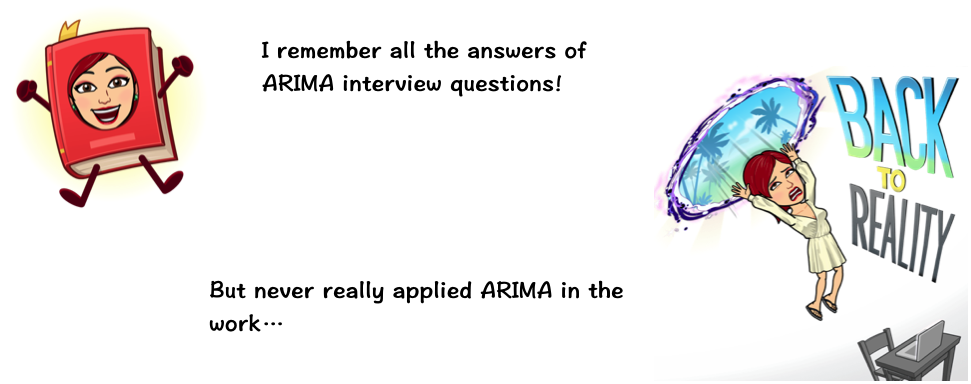 I remember all the answers of
ARIMA interview questions!
BACK
TO
REALITY
But never really applied ARIMA in the
work…